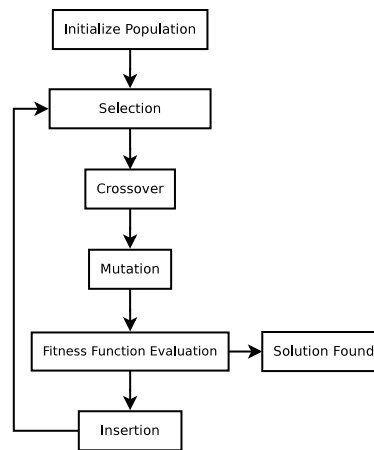 Initialize Population
Selection
Crossover
Mutation
Fitness Function Evaluation
Solution Found
Insertion